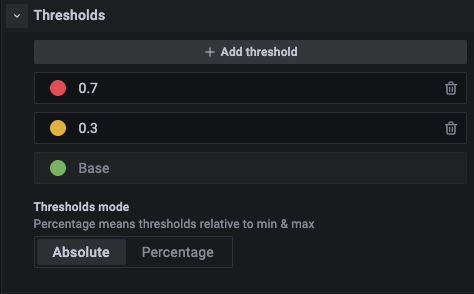 Thresholds
+ Add threshold
0.7
0.3
Base
Thresholds mode
Percentage means thresholds relative to min & max
Absolute Percentage